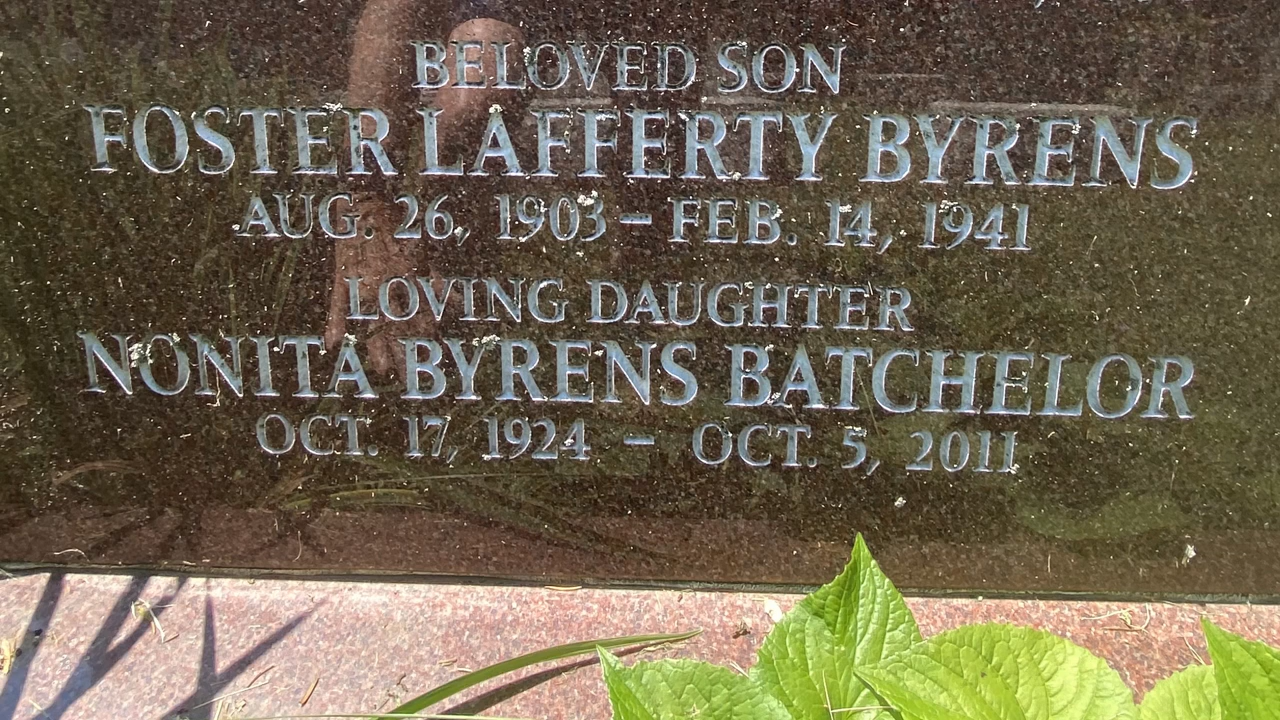 BELOVED SON
FOSTER LAFFERTY BYRENS
AUG. 26, 1903 – FEB. 14, 1941
LOVING DAUGHTER
NONITA BYRENS BATCHELOR
OCT. 17, 1924 – OCT. 5, 2011